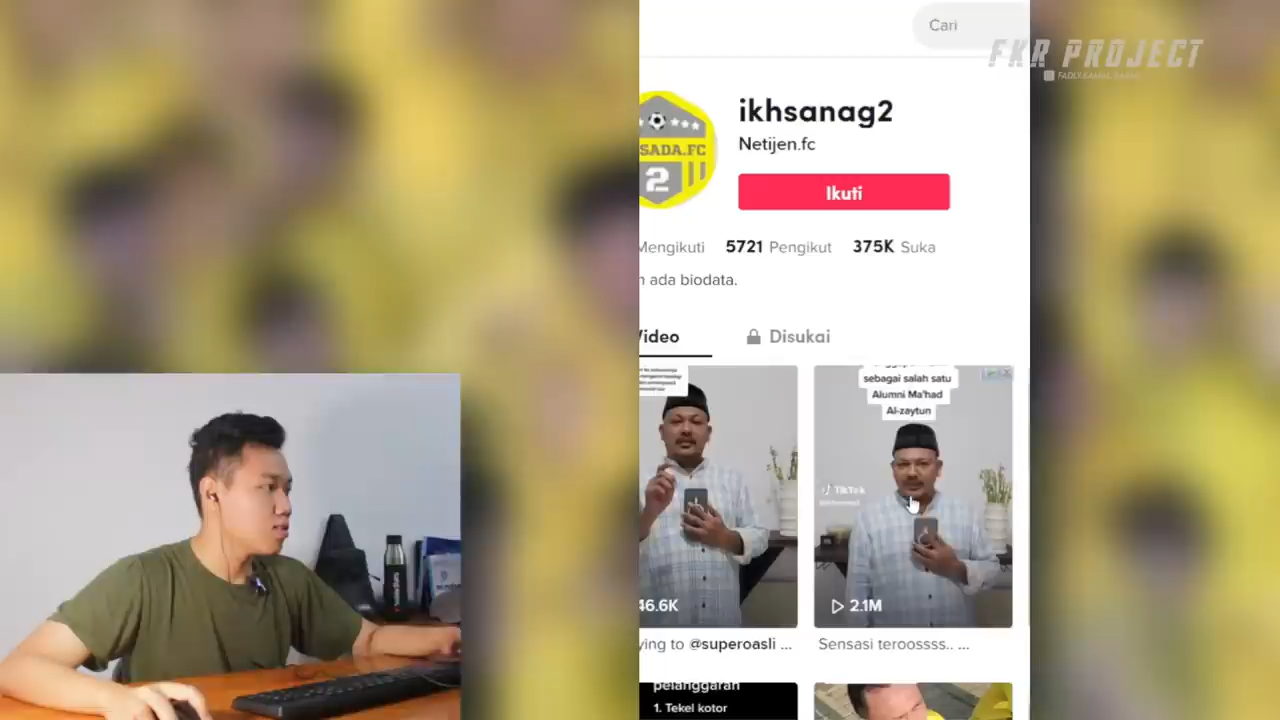 Cari
FKR PROJECT
ikhsanag2
Netijen.fc
SADA.FC
2
Ikuti
Mengikuti 5721 Pengikut 375K Suka
ada biodata.
Video
Disukai
sebagai salah satu
Alumni Ma'had
Al-zaytun
TikTok
46.6K
2.1M
ying to @superoasli ...
Sensasi teroossss.. ...
pelanggaran
1. Tekel kotor